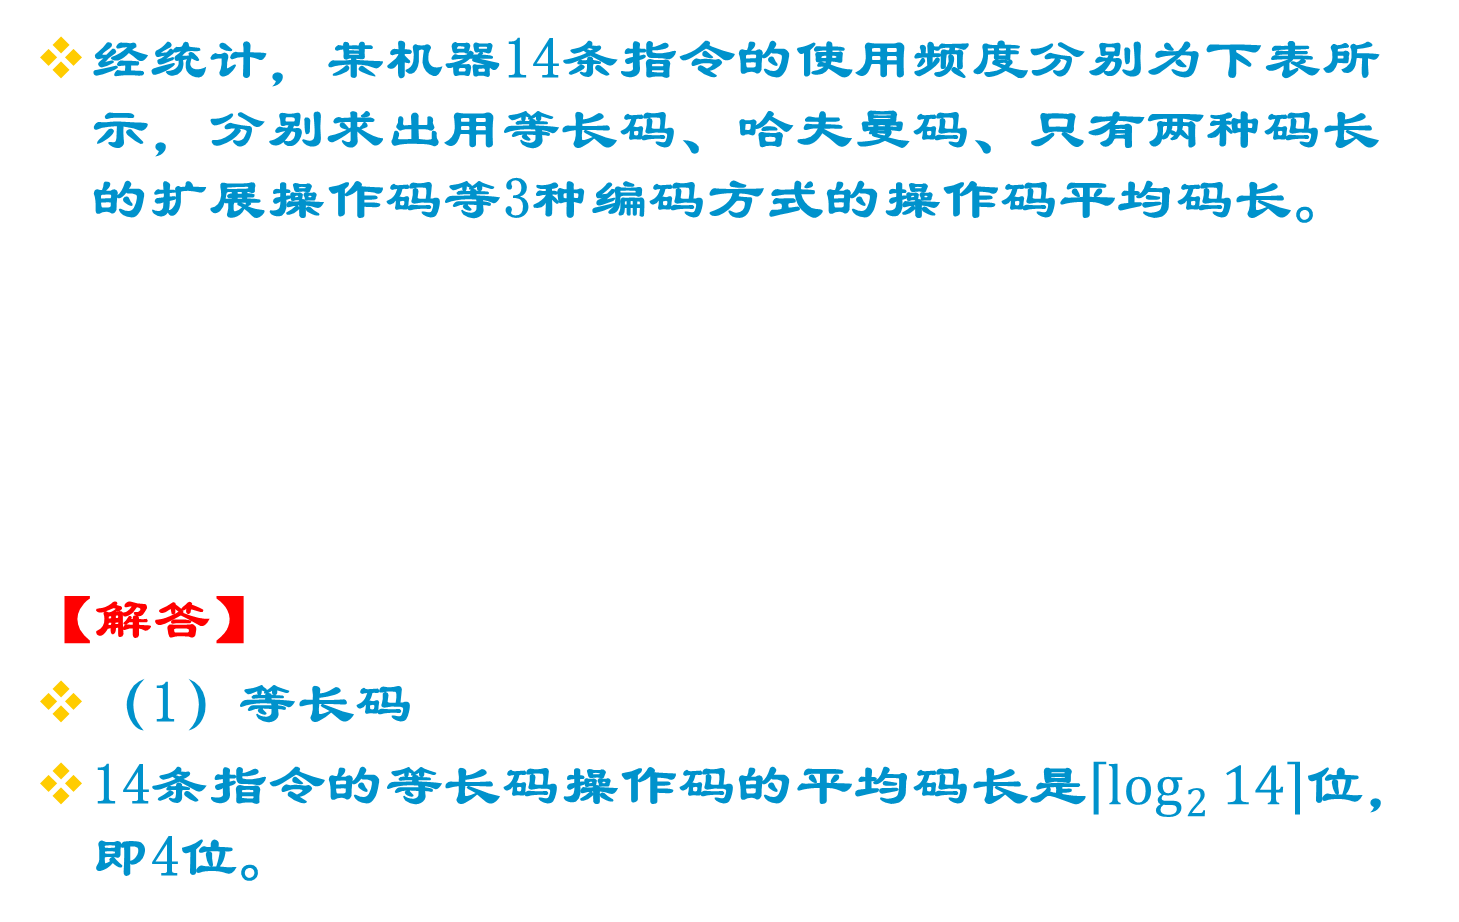 经统计，某机器14条指令的使用频度分别为下表所
示，分别求出用等长码、哈夫曼码、只有两种码长
的扩展操作码等3种编码方式的操作码平均码长。
【解答】
（1）等长码
14条指令的等长码操作码的平均码长是⌈log₂ 14⌉位，
即4位。